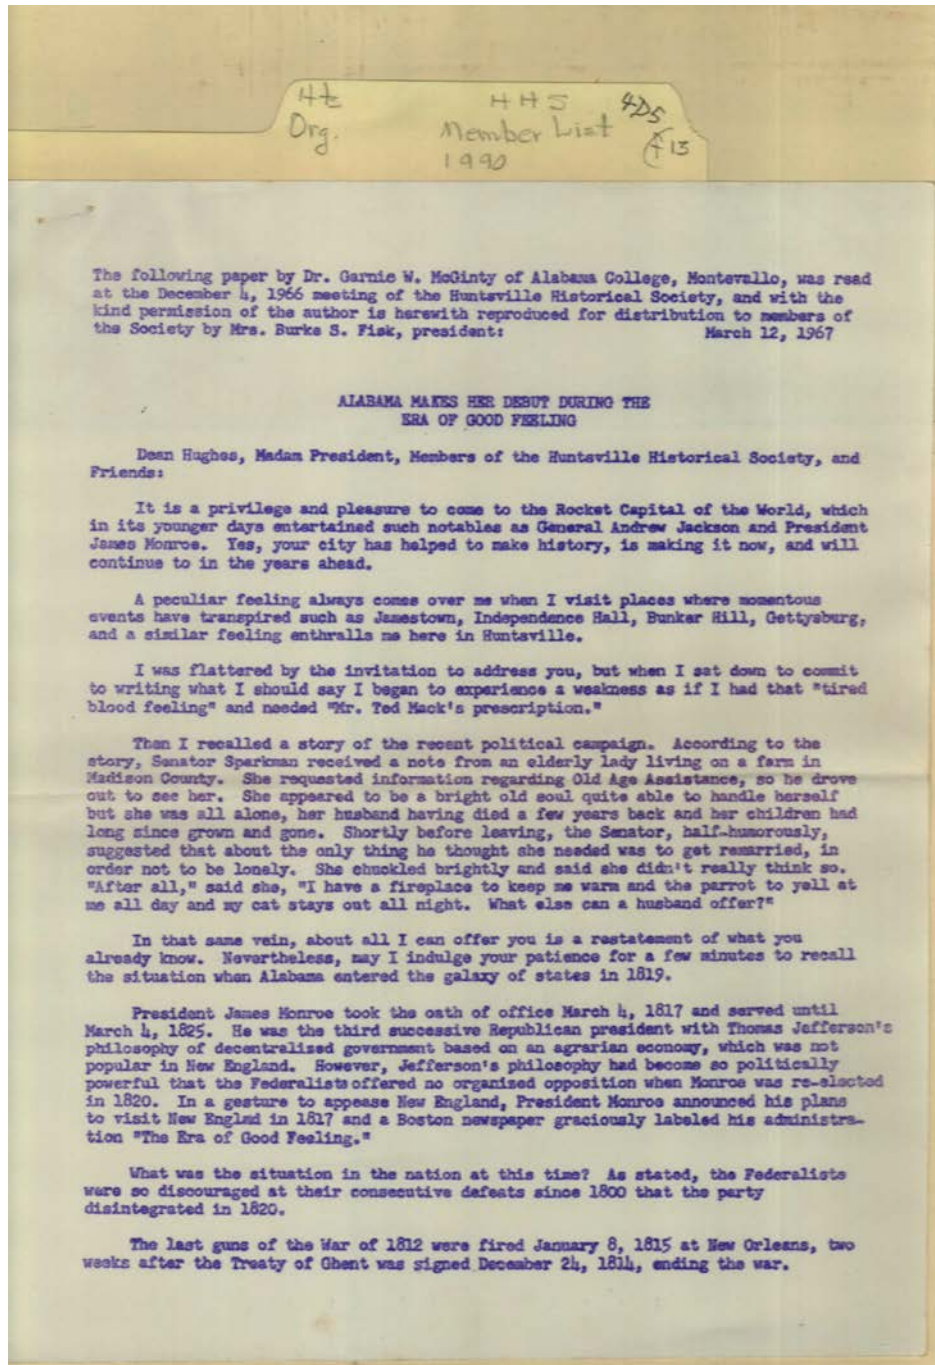 Hts HHS 4D5
Org. Member List
1990 13
The following paper by Dr. Garnie W. McGinty of Alabama College, Montevallo, was read
at the December 4, 1966 meeting of the Huntsville Historical Society, and with the
kind permission of the author is herewith reproduced for distribution to members of
the Society by Mrs. Burke S. Fisk, president: March 12, 1967
ALABAMA MAKES HER DEBUT DURING THE
ERA OF GOOD FEELING
Dean Hughes, Madam President, Members of the Huntsville Historical Society, and
Friends:
It is a privilege and pleasure to come to the Rocket Capital of the World, which
in its younger days entertained such notables as General Andrew Jackson and President
James Monroe. Yes, your city has helped to make history, is making it now, and will
continue to in the years ahead.
A peculiar feeling always comes over me when I visit places where momentous
events have transpired such as Jamestown, Independence Hall, Bunker Hill, Gettysburg,
and a similar feeling enthralls me here in Huntsville.
I was flattered by the invitation to address you, but when I sat down to commit
to writing what I should say I began to experience a weakness as if I had that "tired
blood feeling" and needed "Mr. Ted Mack's prescription."
Then I recalled a story of the recent political campaign. According to the
story, Senator Sparkman received a note from an elderly lady living on a farm in
Madison County. She requested information regarding Old Age Assistance, so he drove
out to see her. She appeared to be a bright old soul quite able to handle herself
but she was all alone, her husband having died a few years back and her children had
long since grown and gone. Shortly before leaving, the Senator, half-humorously,
suggested that about the only thing he thought she needed was to get remarried, in
order not to be lonely. She chuckled brightly and said she didn't really think so.
"After all," said she, "I have a fireplace to keep me warm and the parrot to yell at
me all day and my cat stays out all night. What else can a husband offer?"
In that same vein, about all I can offer you is a restatement of what you
already know. Nevertheless, may I indulge your patience for a few minutes to recall
the situation when Alabama entered the galaxy of states in 1819.
President James Monroe took the oath of office March 4, 1817 and served until
March 4, 1825. He was the third successive Republican president with Thomas Jefferson's
philosophy of decentralized government based on an agrarian economy, which was not
popular in New England. However, Jefferson's philosophy had become so politically
powerful that the Federalists offered no organized opposition when Monroe was re-elected
in 1820. In a gesture to appease New England, President Monroe announced his plans
to visit New Englnd in 1817 and a Boston newspaper graciously labeled his administra-
tion "The Era of Good Feeling."
What was the situation in the nation at this time? As stated, the Federalists
were so discouraged at their consecutive defeats since 1800 that the party
disintegrated in 1820.
The last guns of the War of 1812 were fired January 8, 1815 at New Orleans, two
weeks after the Treaty of Ghent was signed December 24, 1814, ending the war.